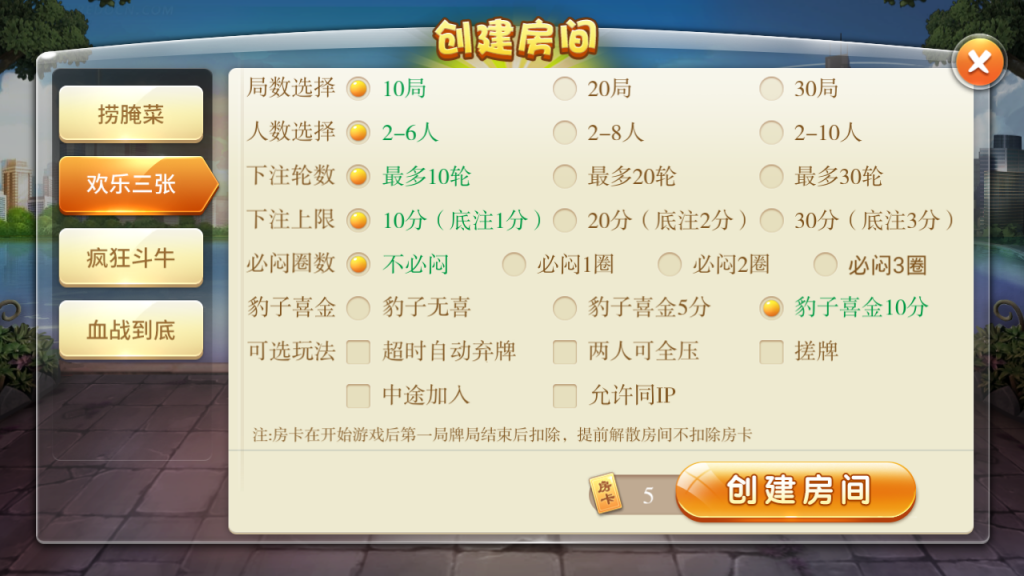 创建房间
捞腌菜
欢乐三张
疯狂斗牛
血战到底
局数选择 10局 20局 30局
人数选择 2-6人 2-8人 2-10人
下注轮数 最多10轮 最多20轮 最多30轮
下注上限 10分（底注1分） 20分（底注2分） 30分（底注3分）
必闷圈数 不必闷 必闷1圈 必闷2圈 必闷3圈
豹子喜金 豹子无喜 豹子喜金5分 豹子喜金10分
可选玩法 超时自动弃牌 两人可全压 搓牌
中途加入 允许同IP
注:房卡在开始游戏后第一局牌局结束后扣除，提前解散房间不扣除房卡
房卡 5 创建房间